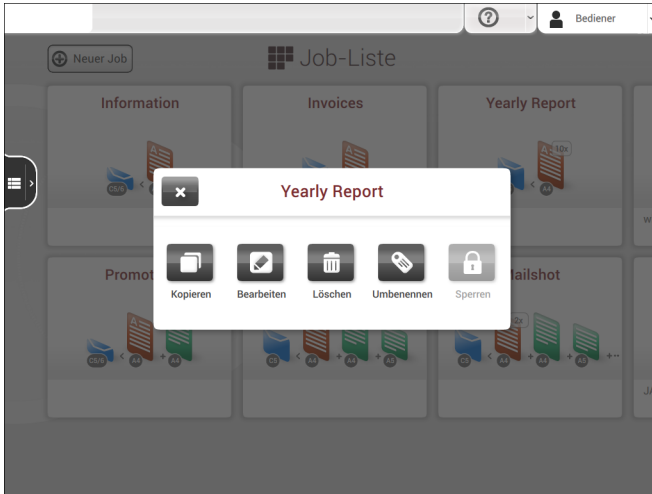 Bediener
Neuer Job
Job-Liste
Information
Invoices
Yearly Report
A
A
10x
C5/6
<
<
A4
W
Yearly Report
Kopieren
Bearbeiten
Löschen
Umbenennen
Sperren
Mailshot
A
2x
C5/6 < A4 + A4
C5 < A4 + A4 + A5
C5 < A4 + A4 + A5 +--
JA